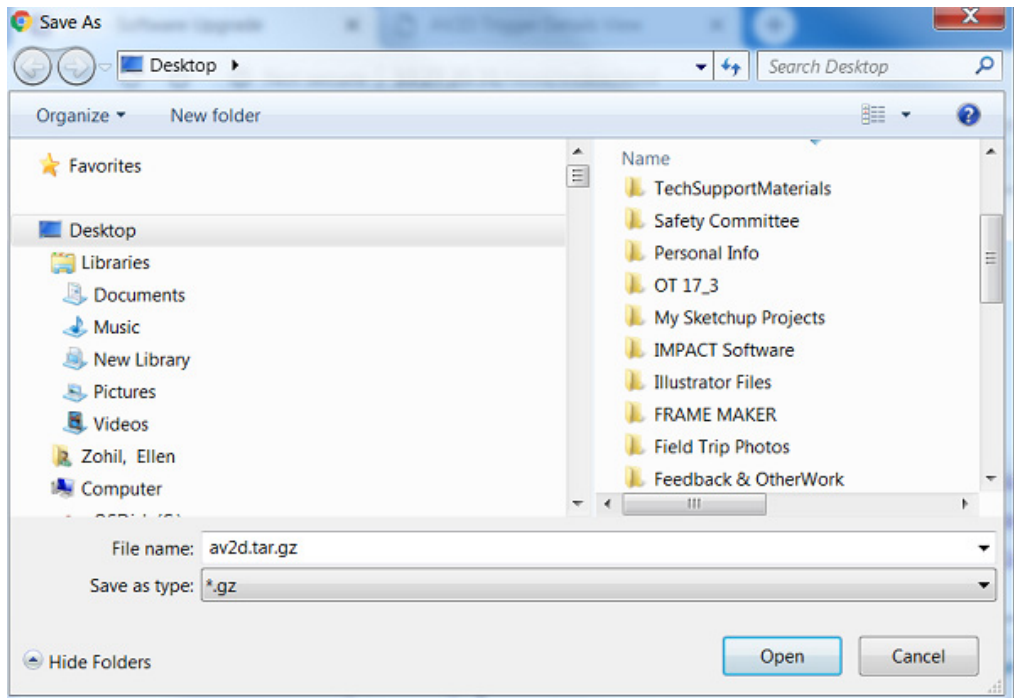 Save As
Software Upgrade
Desktop
Search Desktop
Organize
New folder
Favorites
Desktop
Libraries
Documents
Music
New Library
Pictures
Videos
Zohil, Ellen
Computer
Name
TechSupportMaterials
Safety Committee
Personal Info
OT 17_3
My Sketchup Projects
IMPACT Software
Illustrator Files
FRAME MAKER
Field Trip Photos
Feedback & OtherWork
File name: av2d.tar.gz
Save as type: *.gz
Hide Folders
Open
Cancel